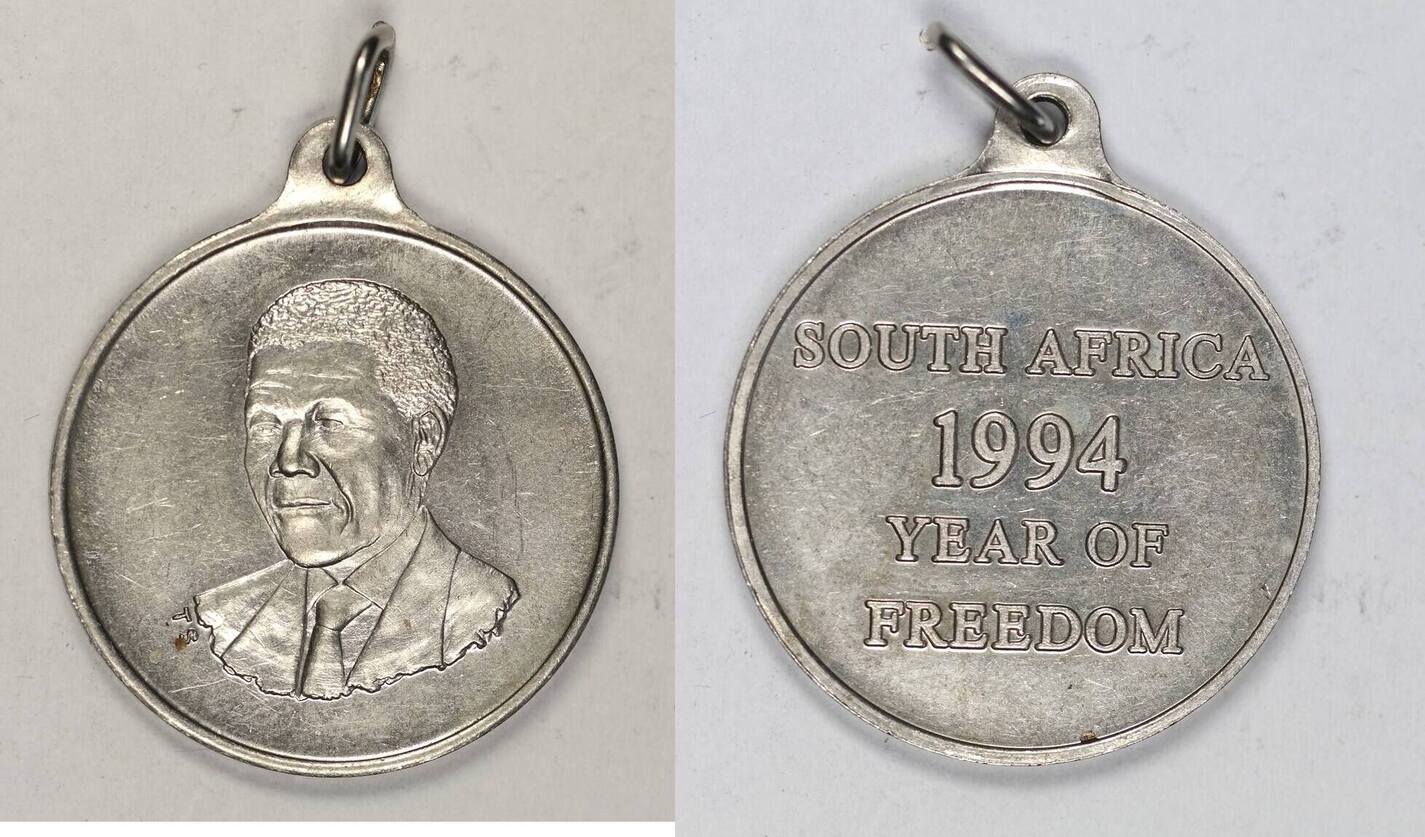 TS
SOUTH AFRICA
1994
YEAR OF
FREEDOM